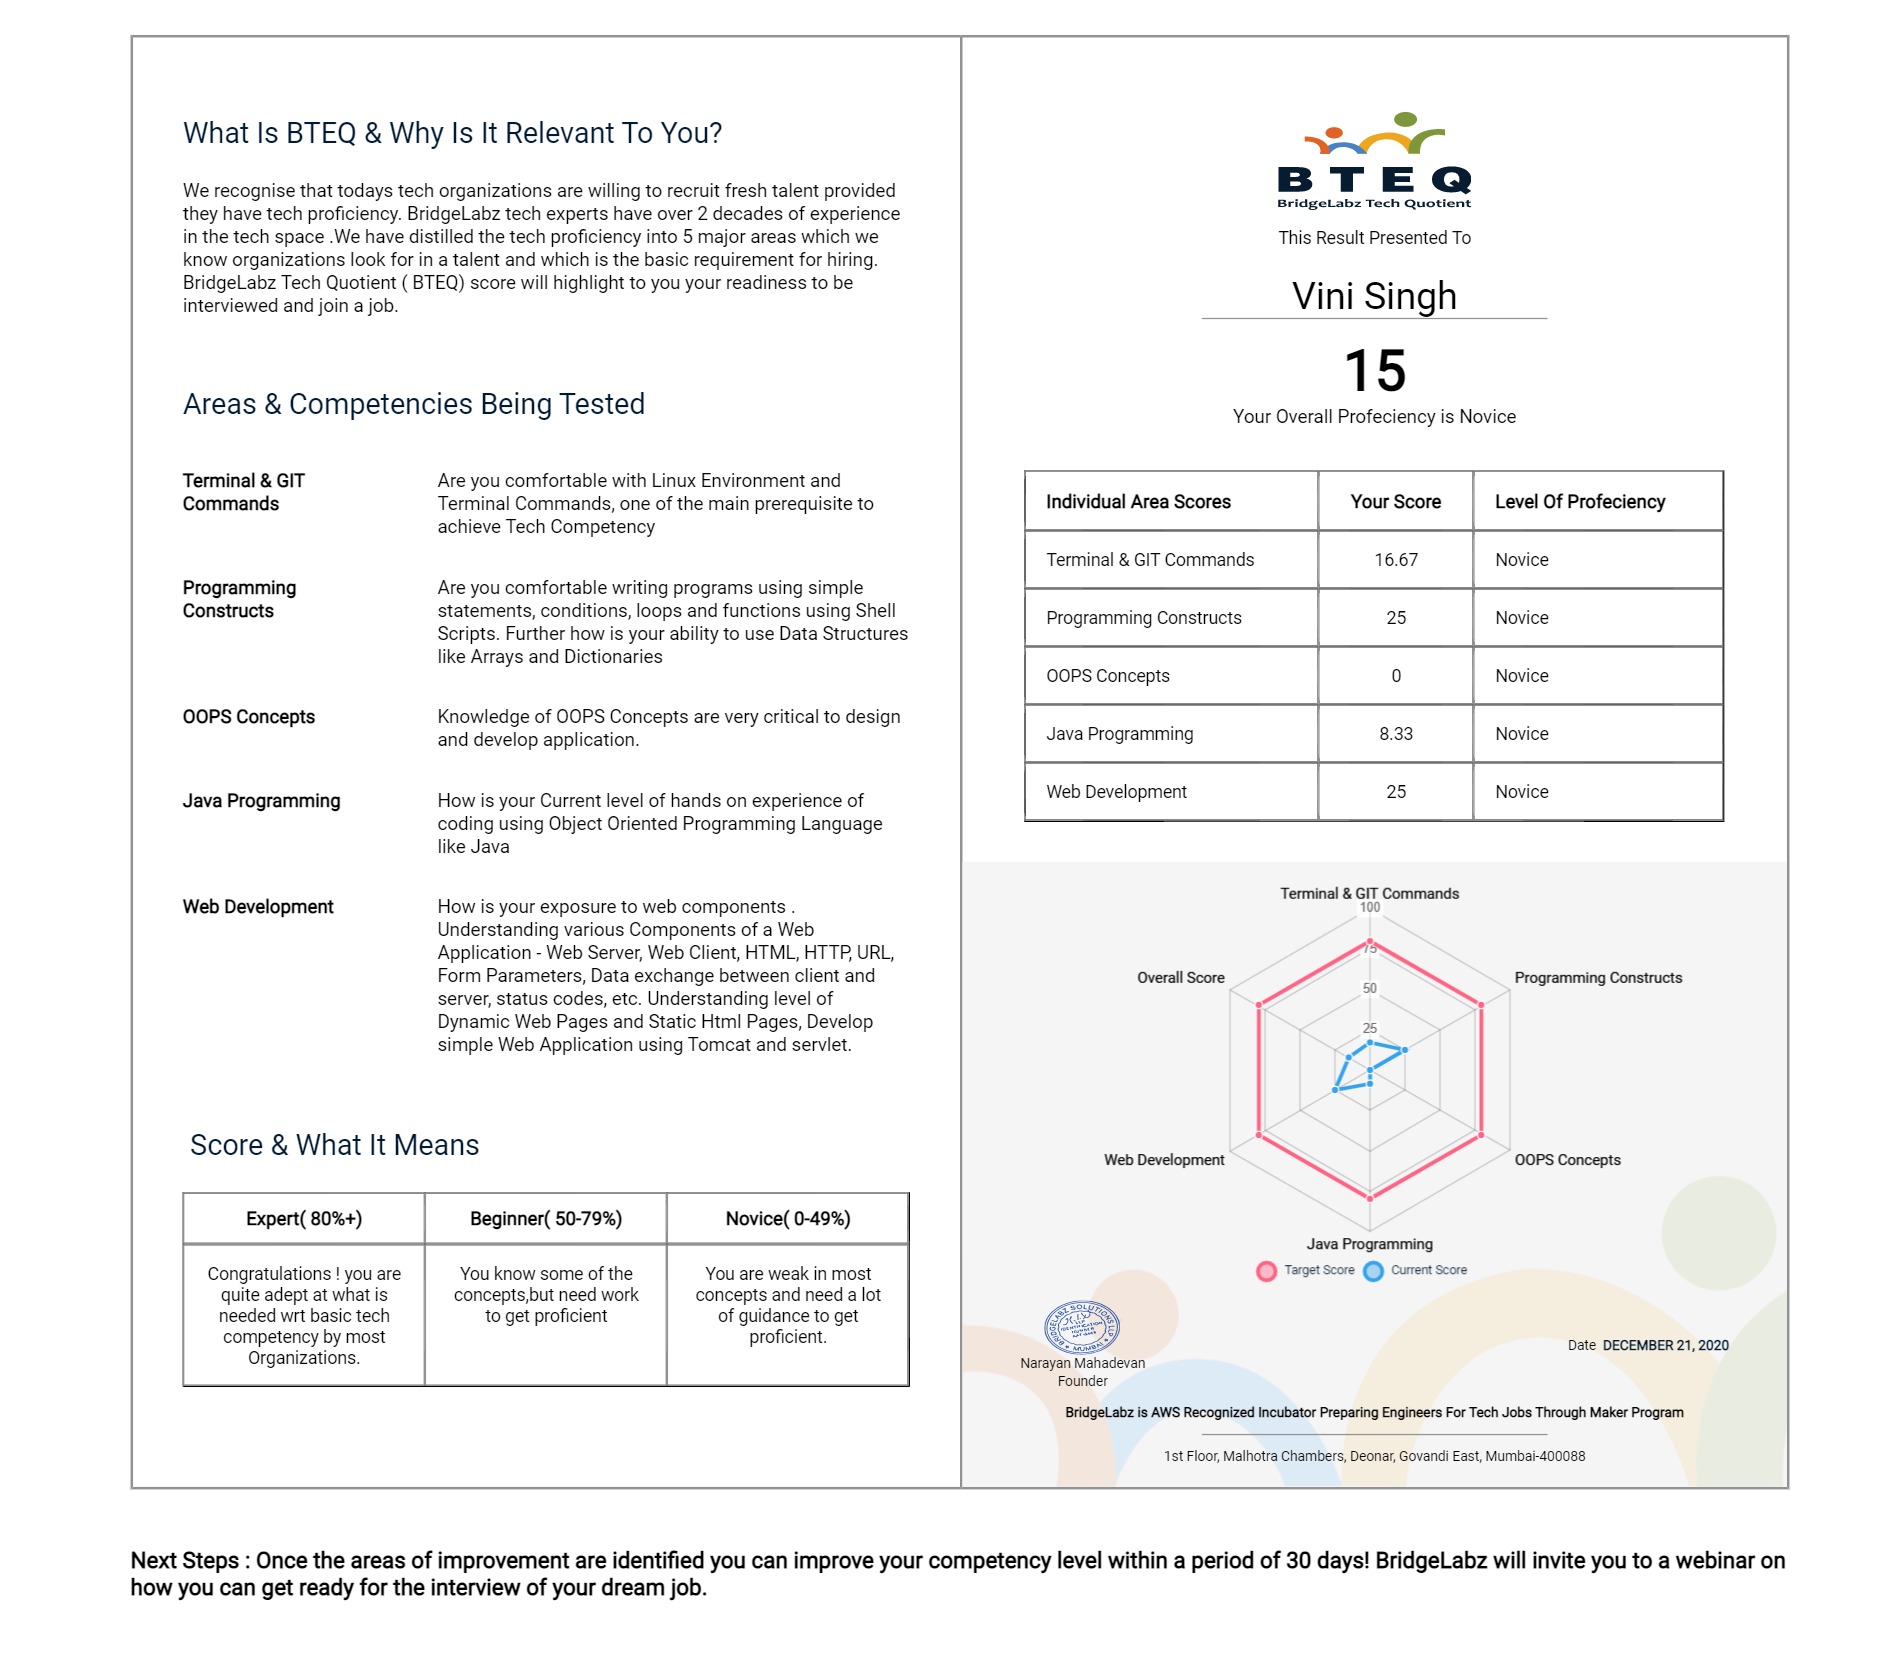 What Is BTEQ & Why Is It Relevant To You?
We recognise that todays tech organizations are willing to recruit fresh talent provided
they have tech proficiency. BridgeLabz tech experts have over 2 decades of experience
in the tech space .We have distilled the tech proficiency into 5 major areas which we
know organizations look for in a talent and which is the basic requirement for hiring.
BridgeLabz Tech Quotient ( BTEQ) score will highlight to you your readiness to be
interviewed and join a job.
Areas & Competencies Being Tested
Terminal & GIT
Commands
Are you comfortable with Linux Environment and
Terminal Commands, one of the main prerequisite to
achieve Tech Competency
Programming
Constructs
Are you comfortable writing programs using simple
statements, conditions, loops and functions using Shell
Scripts. Further how is your ability to use Data Structures
like Arrays and Dictionaries
OOPS Concepts
Knowledge of OOPS Concepts are very critical to design
and develop application.
Java Programming
How is your Current level of hands on experience of
coding using Object Oriented Programming Language
like Java
Web Development
How is your exposure to web components .
Understanding various Components of a Web
Application - Web Server, Web Client, HTML, HTTP, URL,
Form Parameters, Data exchange between client and
server, status codes, etc. Understanding level of
Dynamic Web Pages and Static Html Pages, Develop
simple Web Application using Tomcat and servlet.
Score & What It Means
Expert( 80%+) Beginner( 50-79%) Novice( 0-49%)
Congratulations ! you are
quite adept at what is
needed wrt basic tech
competency by most
Organizations.
You know some of the
concepts,but need work
to get proficient
You are weak in most
concepts and need a lot
of guidance to get
proficient.
BTEQ
BridgeLabz Tech Quotient
This Result Presented To
Vini Singh
15
Your Overall Profeciency is Novice
Individual Area Scores Your Score Level Of Profeciency
Terminal & GIT Commands 16.67 Novice
Programming Constructs 25 Novice
OOPS Concepts 0 Novice
Java Programming 8.33 Novice
Web Development 25 Novice
Terminal & GIT Commands
100
75
Overall Score
Programming Constructs
50
25
Web Development
OOPS Concepts
Java Programming
Target Score Current Score
BRIDGELABZ SOLUTIONS LLP
MUMBAI
Narayan Mahadevan
Founder
Date DECEMBER 21, 2020
BridgeLabz is AWS Recognized Incubator Preparing Engineers For Tech Jobs Through Maker Program
1st Floor, Malhotra Chambers, Deonar, Govandi East, Mumbai-400088
Next Steps : Once the areas of improvement are identified you can improve your competency level within a period of 30 days! BridgeLabz will invite you to a webinar on
how you can get ready for the interview of your dream job.